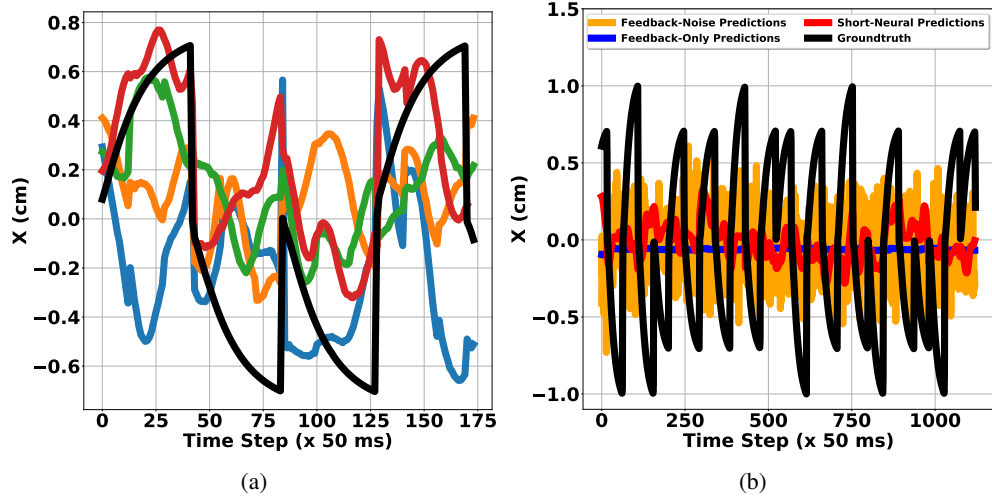 0.8
0.6
0.4
0.2
0.0
−0.2
−0.4
−0.6
X (cm)
0 25 50 75 100 125 150 175
Time Step (x 50 ms)
(a)
1.5
1.0
0.5
0.0
−0.5
−1.0
X (cm)
Feedback-Noise Predictions Short-Neural Predictions
Feedback-Only Predictions Groundtruth
0 250 500 750 1000
Time Step (x 50 ms)
(b)